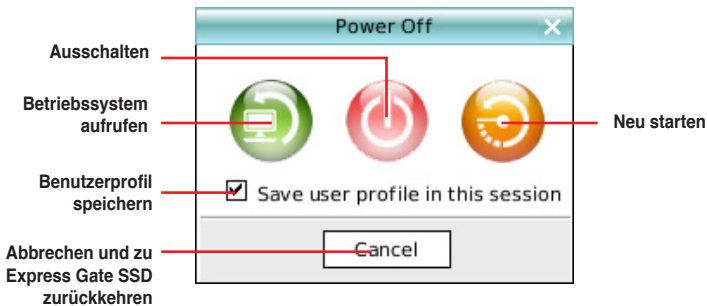 Power Off
Ausschalten
Betriebssystem
aufrufen
Neu starten
Benutzerprofil
speichern
Save user profile in this session
Abbrechen und zu
Express Gate SSD
zurückkehren
Cancel